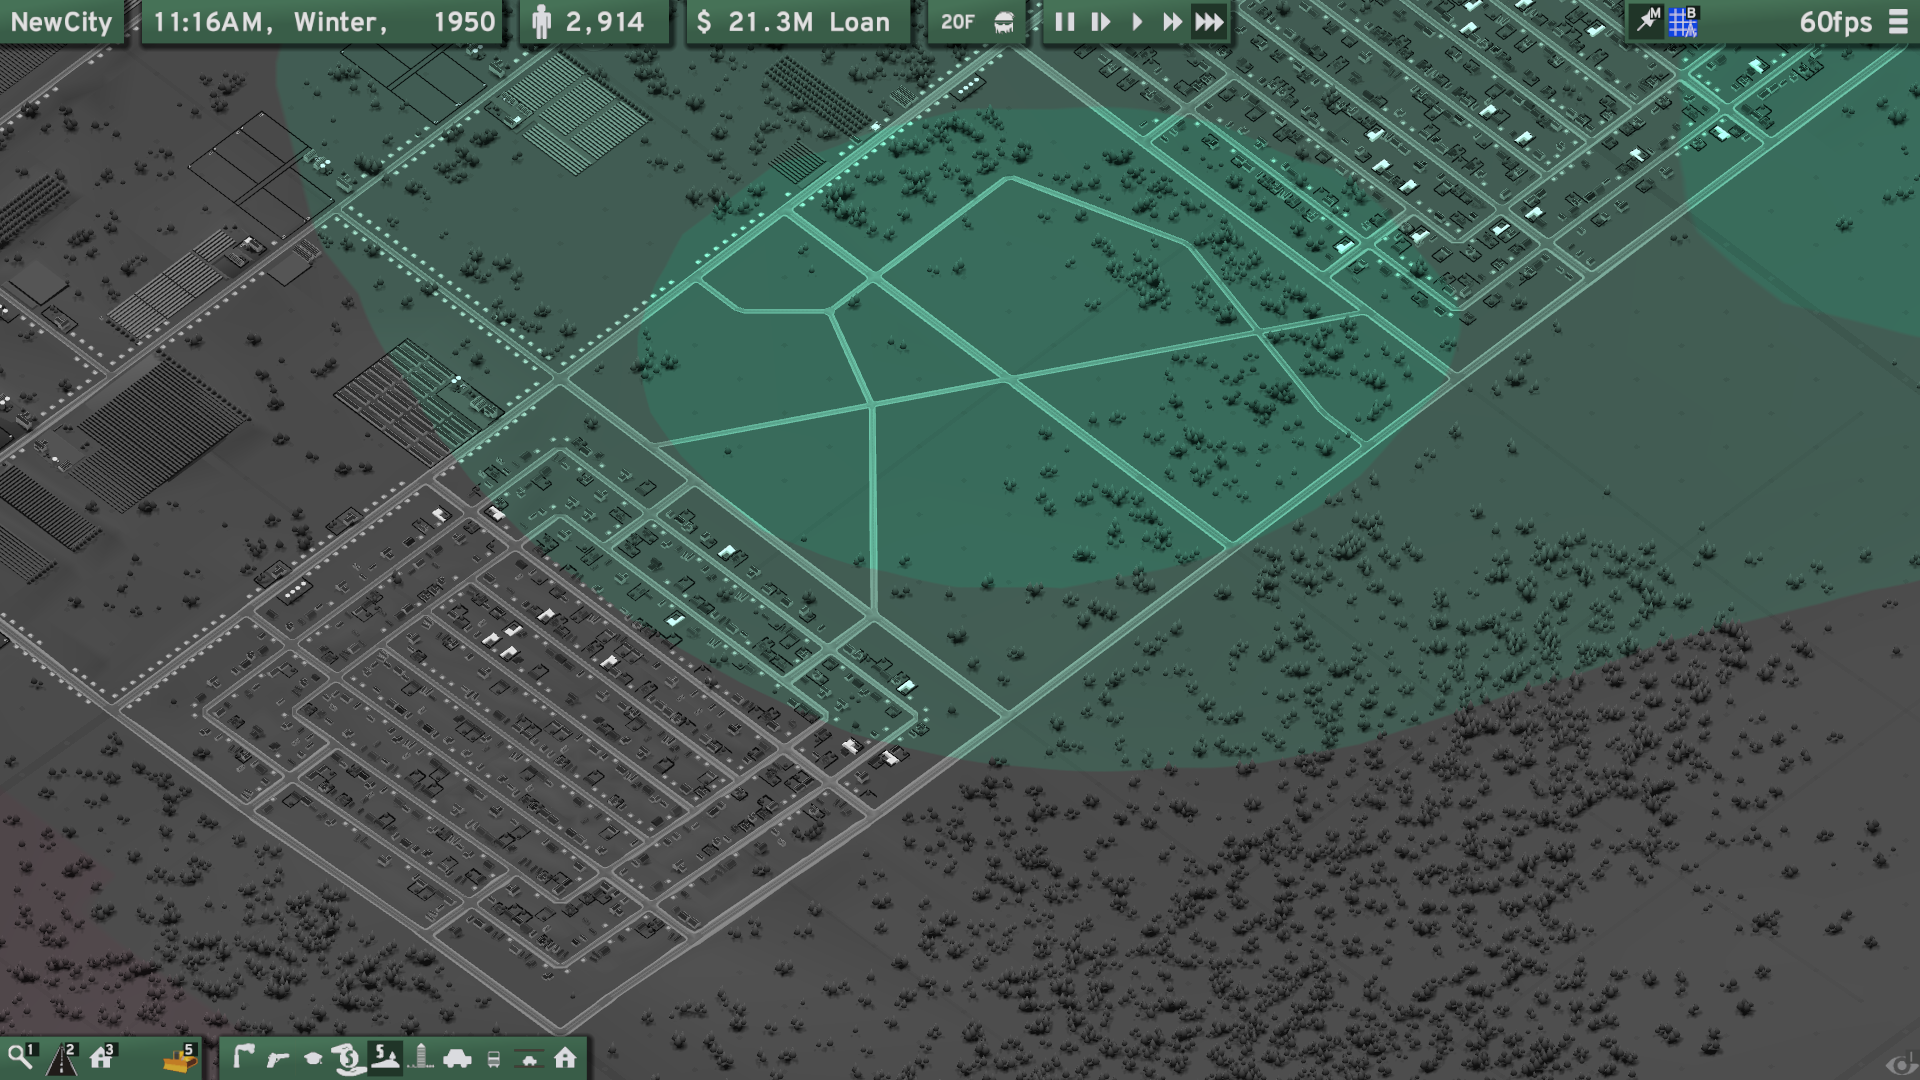 NewCity
11:16AM, Winter, 1950
2,914
$ 21.3M Loan
20F
M
B
60fps
1
2
3
5